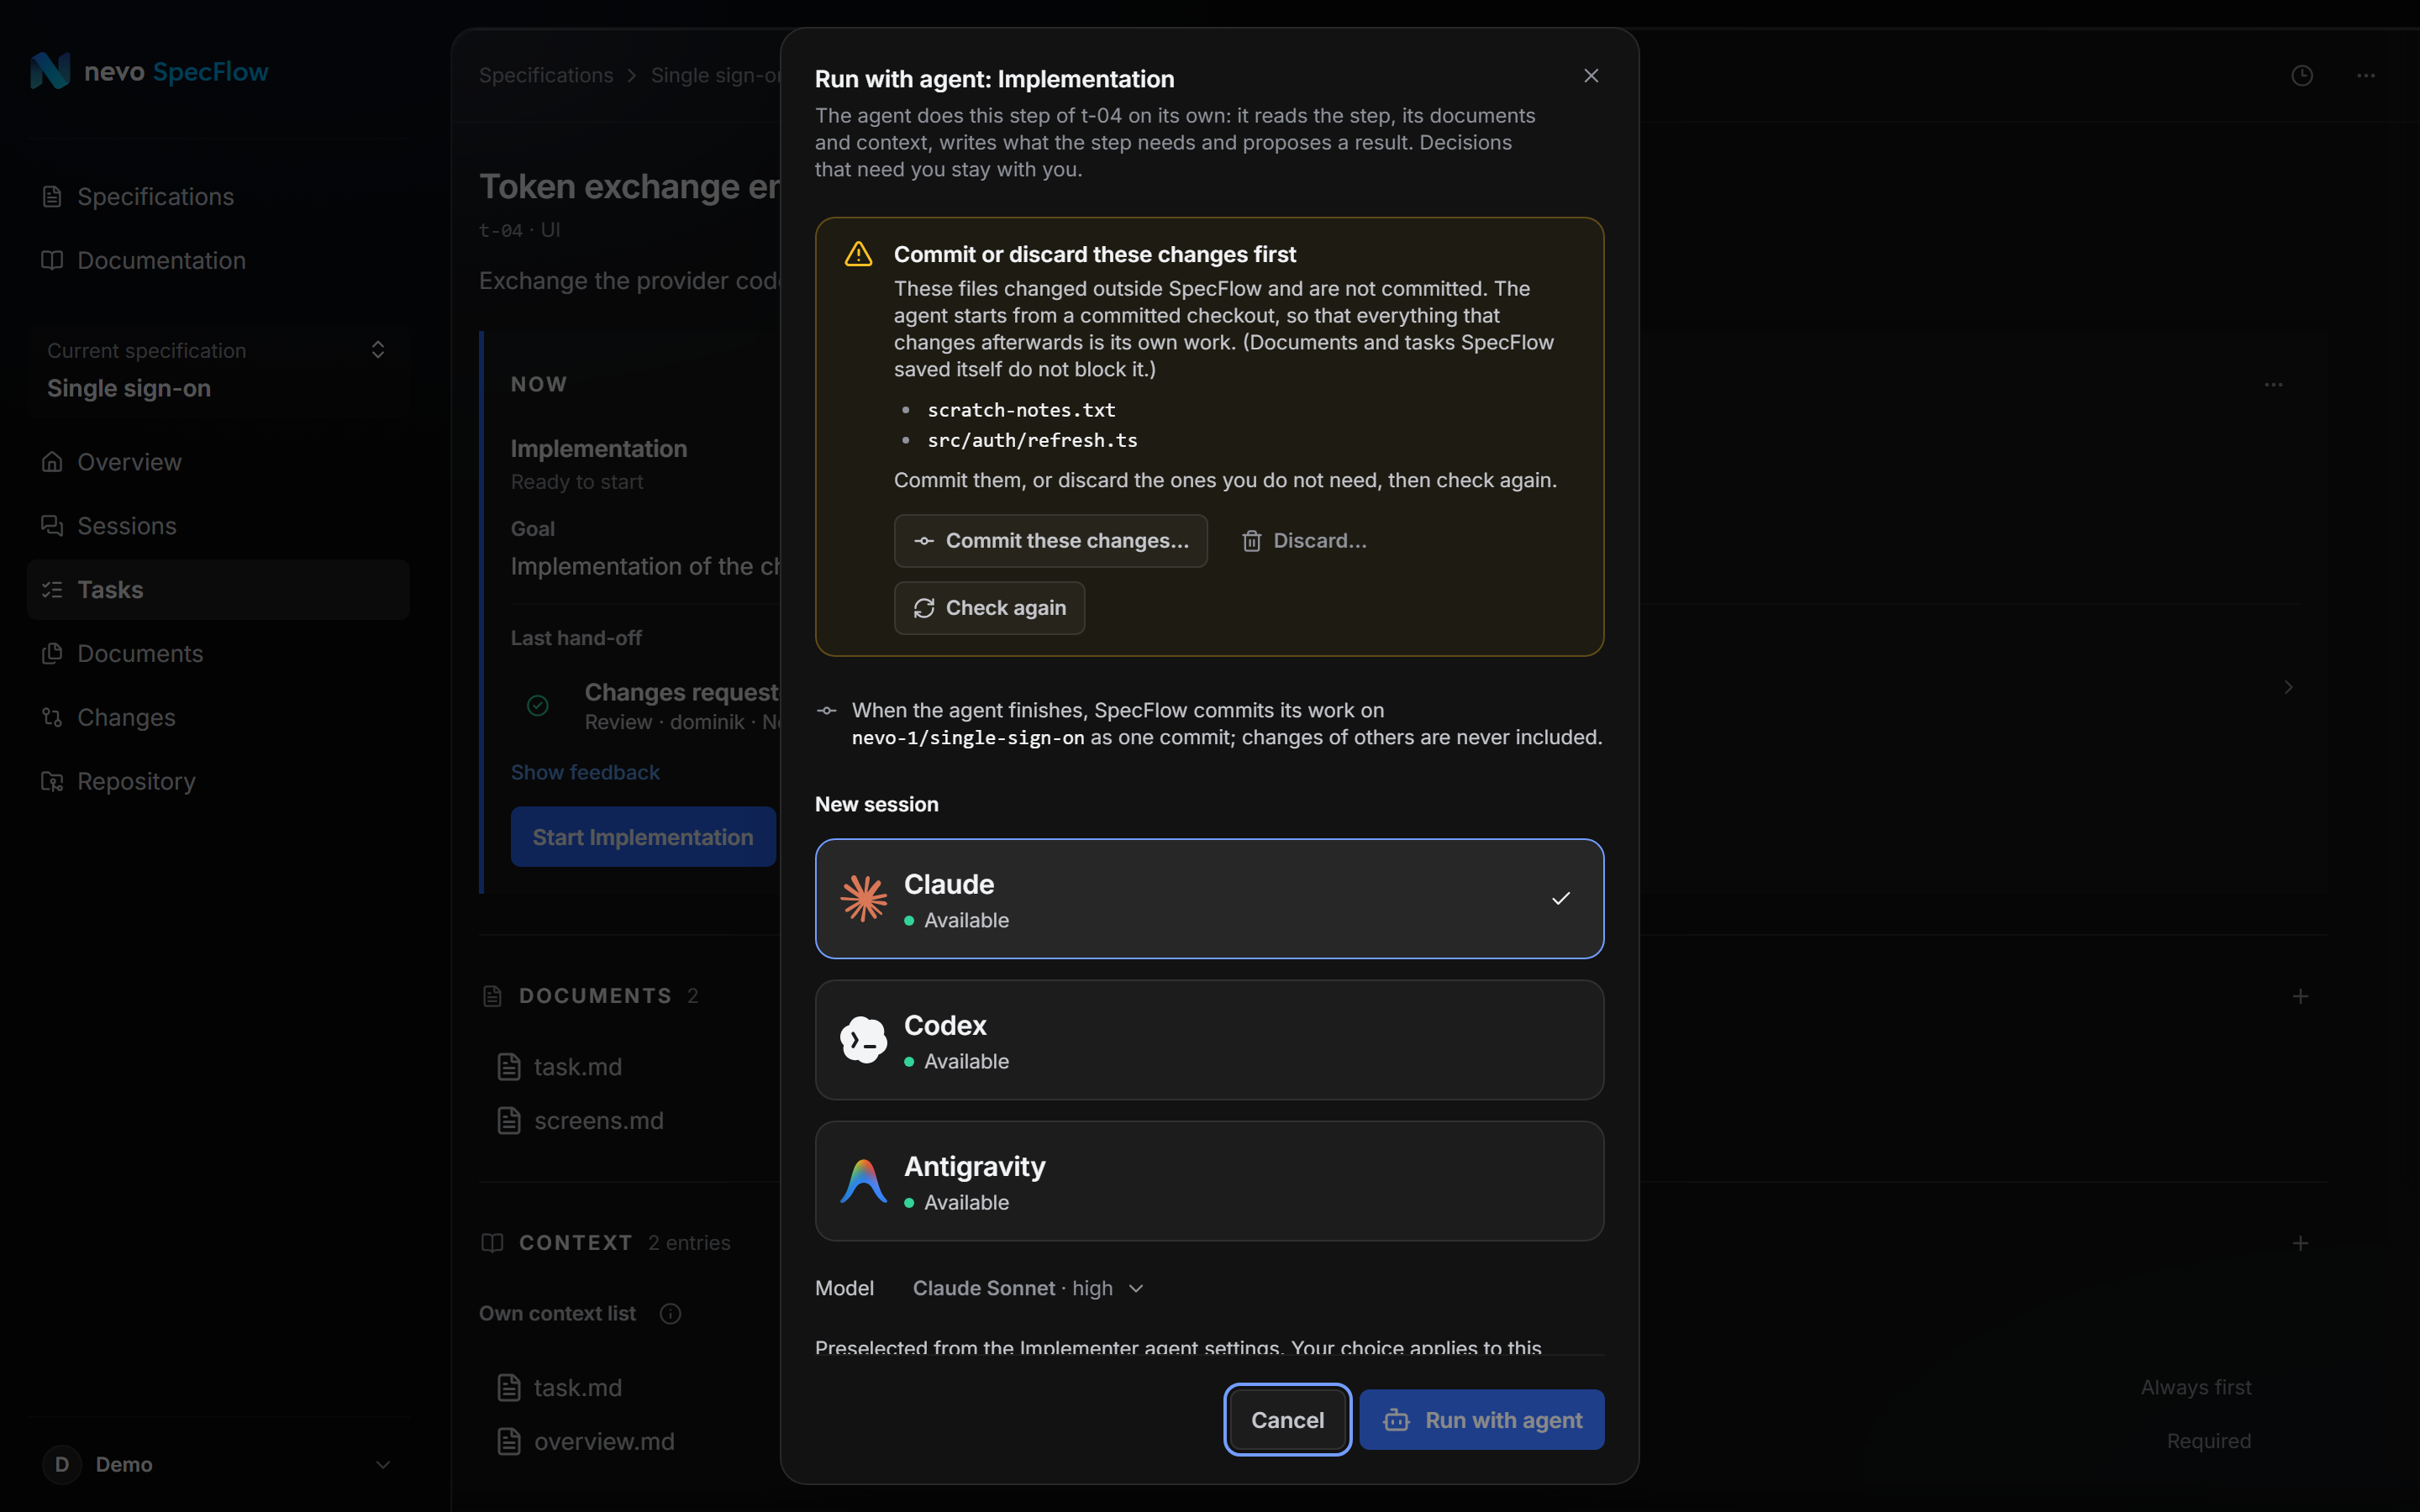 nevo SpecFlow
Specifications
Documentation
Current specification
Single sign-on
Overview
Sessions
Tasks
Documents
Changes
Repository
D Demo
Specifications > Single sign-on
Token exchange
t-04 · UI
Exchange the provider
NOW
Implementation
Ready to start
Goal
Implementation of the
Last hand-off
Changes request
Review · dominik ·
Show feedback
Start Implementation
DOCUMENTS 2
task.md
screens.md
CONTEXT 2 entries
Own context list
task.md
overview.md
Always first
Required
Run with agent: Implementation
The agent does this step of t-04 on its own: it reads the step, its documents
and context, writes what the step needs and proposes a result. Decisions
that need you stay with you.
Commit or discard these changes first
These files changed outside SpecFlow and are not committed. The
agent starts from a committed checkout, so that everything that
changes afterwards is its own work. (Documents and tasks SpecFlow
saved itself do not block it.)
• scratch-notes.txt
• src/auth/refresh.ts
Commit them, or discard the ones you do not need, then check again.
Commit these changes...
Discard...
Check again
When the agent finishes, SpecFlow commits its work on
nevo-1/single-sign-on as one commit; changes of others are never included.
New session
Claude
Available
Codex
Available
Antigravity
Available
Model Claude Sonnet · high
Preselected from the Implementer agent settings. Your choice applies to this
Cancel
Run with agent